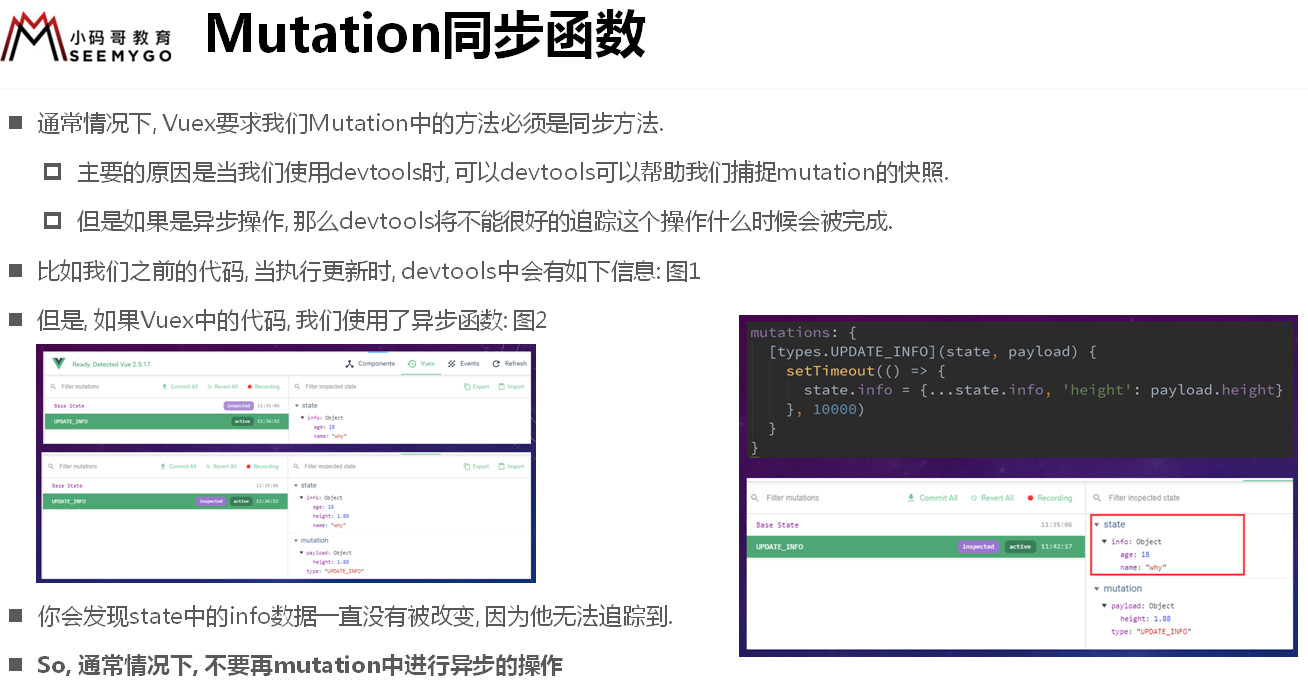 小码哥教育
SEEMYGO
Mutation同步函数
通常情况下, Vuex要求我们Mutation中的方法必须是同步方法.
主要的原因是当我们使用devtools时, 可以devtools可以帮助我们捕捉mutation的快照.
但是如果是异步操作, 那么devtools将不能很好的追踪这个操作什么时候会被完成.
比如我们之前的代码, 当执行更新时, devtools中会有如下信息: 图1
但是, 如果Vuex中的代码, 我们使用了异步函数: 图2
Ready. Detected Vue 2.5.17. Components Vuex Events Refresh
Filter mutations Commit All Revert All Recording Filter inspected state Export Import
Base State inspected 11:35:06
UPDATE_INFO active 11:36:52
state
info: Object
age: 18
name: "why"
Filter mutations Commit All Revert All Recording Filter inspected state Export Import
Base State 11:35:06
UPDATE_INFO inspected active 11:36:52
state
info: Object
age: 18
height: 1.88
name: "why"
mutation
payload: Object
height: 1.88
type: "UPDATE_INFO"
mutations: {
[types.UPDATE_INFO](state, payload) {
setTimeout(() => {
state.info = {...state.info, 'height': payload.height}
}, 10000)
}
}
Filter mutations Commit All Revert All Recording Filter inspected state
Base State 11:35:06
UPDATE_INFO inspected active 11:42:17
state
info: Object
age: 18
name: "why"
mutation
payload: Object
height: 1.88
type: "UPDATE_INFO"
你会发现state中的info数据一直没有被改变, 因为他无法追踪到.
So, 通常情况下, 不要再mutation中进行异步的操作